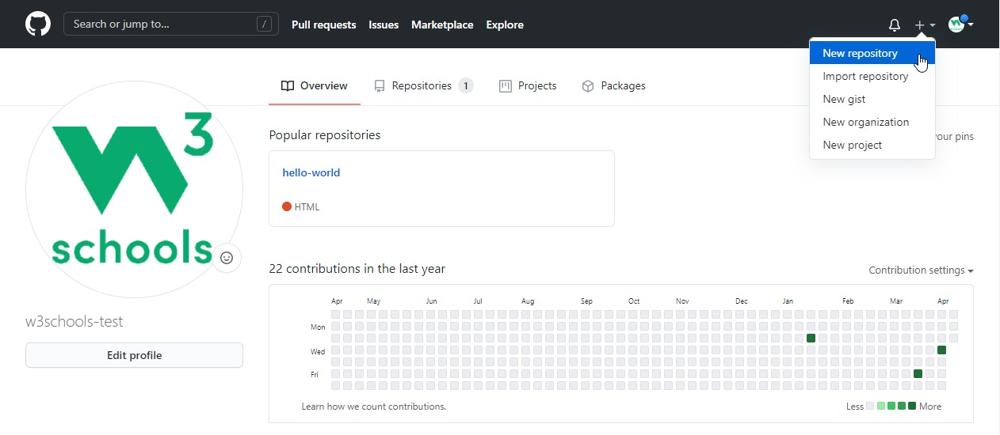 Search or jump to... /
Pull requests Issues Marketplace Explore
New repository
Import repository
New gist
New organization
New project
Overview Repositories 1 Projects Packages
w3
schools
w3schools-test
Edit profile
Popular repositories
your pins
hello-world
HTML
22 contributions in the last year
Contribution settings
Apr May Jun Jul Aug Sep Oct Nov Dec Jan Feb Mar Apr
Mon
Wed
Fri
Learn how we count contributions.
Less More